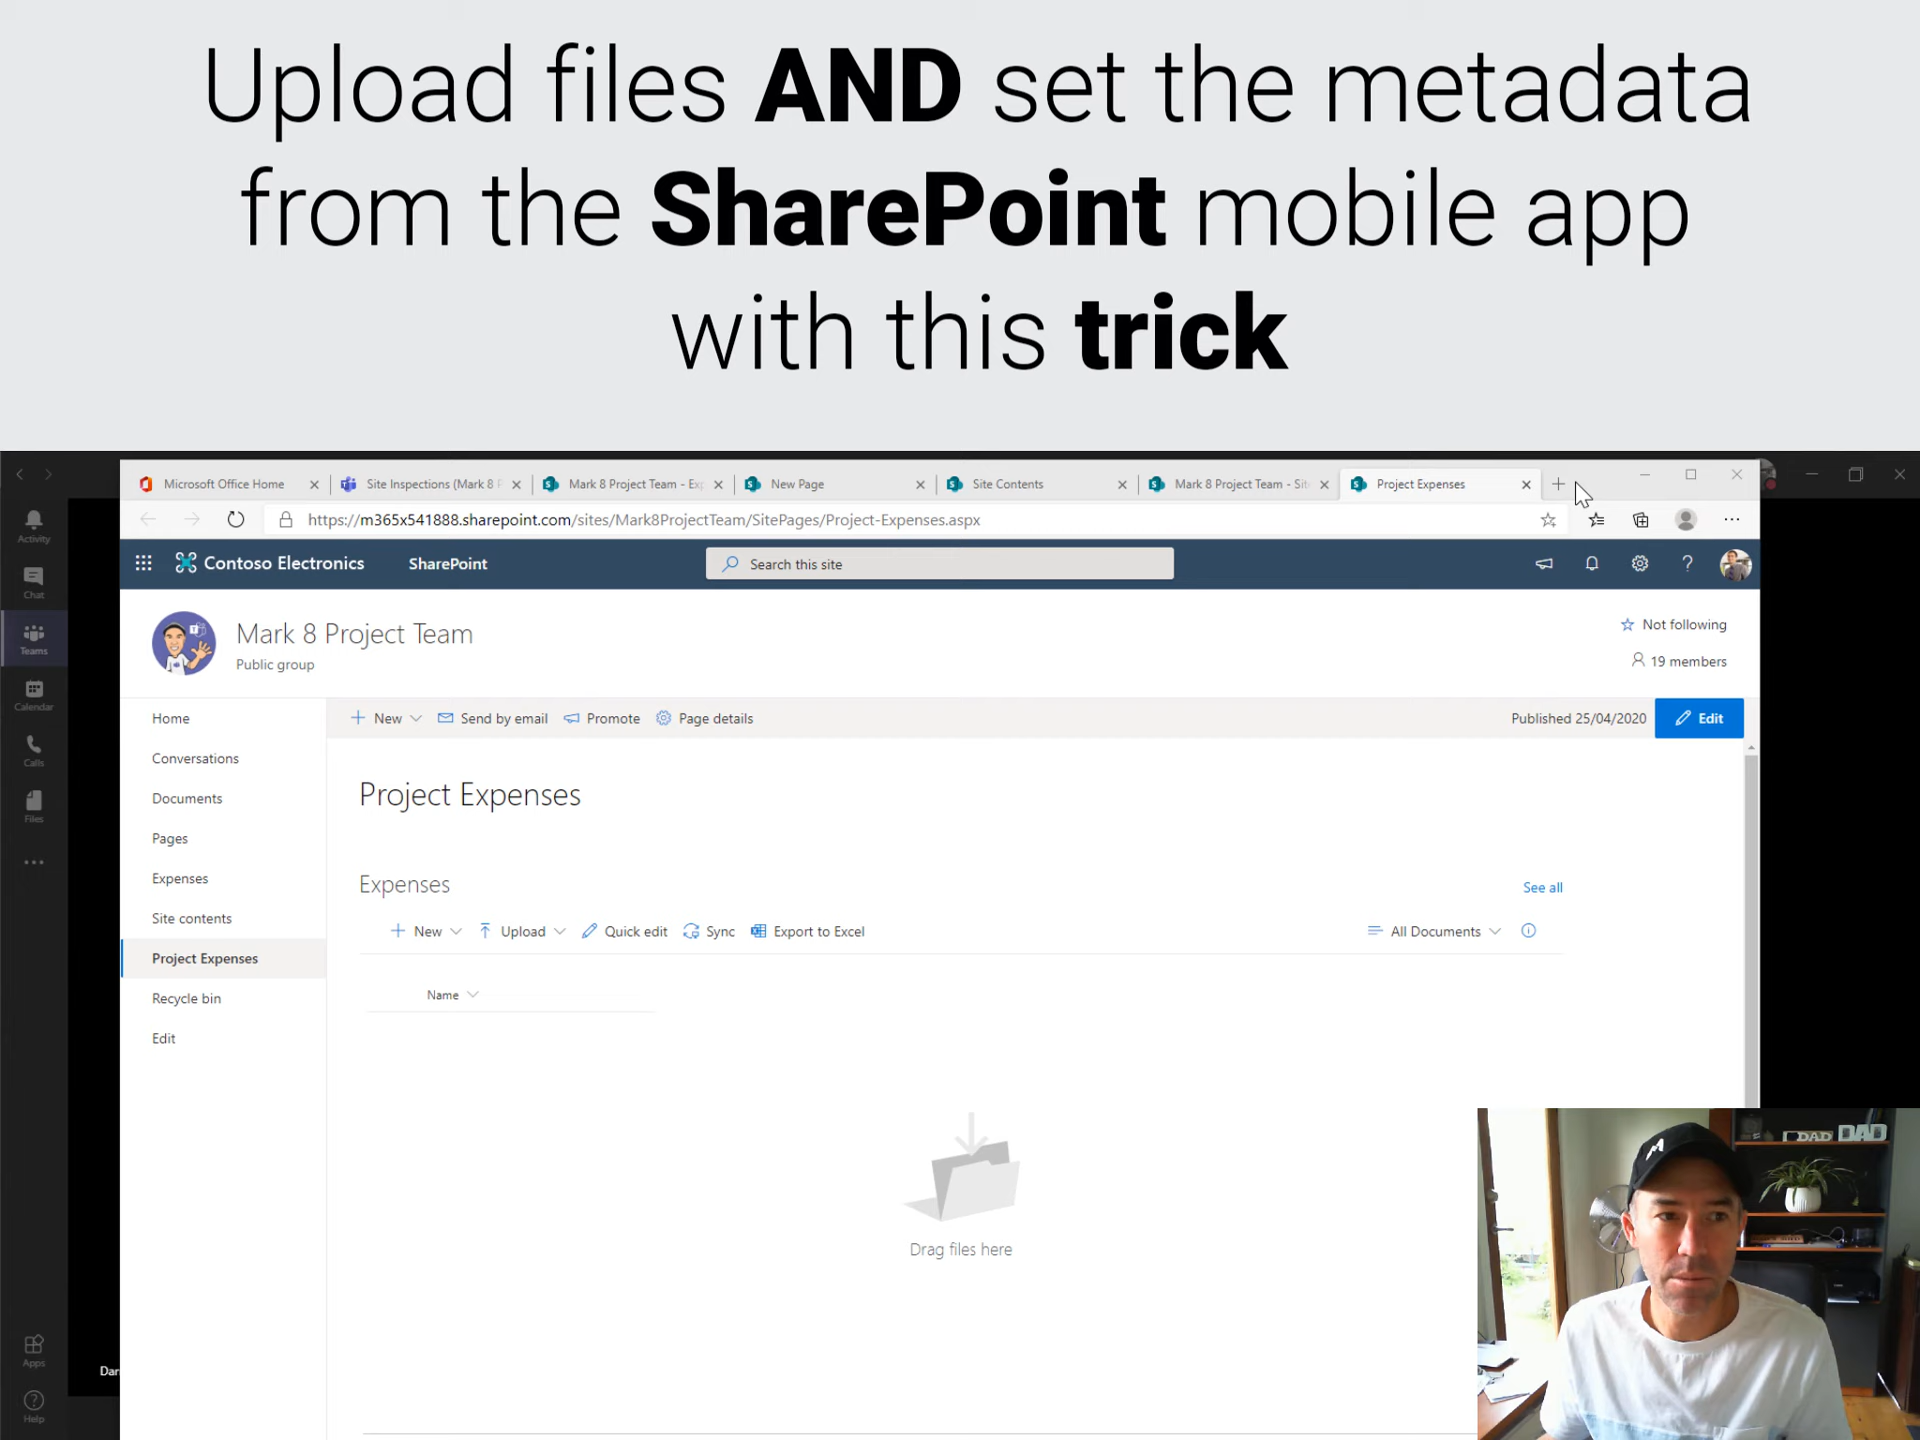 Upload files AND set the metadata
from the SharePoint mobile app
with this trick
Microsoft Office Home
Site Inspections (Mark 8 P
Mark 8 Project Team - Exp
New Page
Site Contents
Mark 8 Project Team - Sit
Project Expenses
https://m365x541888.sharepoint.com/sites/Mark8ProjectTeam/SitePages/Project-Expenses.aspx
Activity
Chat
Teams
Calendar
Calls
Files
Apps
Help
Dar
Contoso Electronics
SharePoint
Search this site
Mark 8 Project Team
Public group
Not following
19 members
Home
Conversations
Documents
Pages
Expenses
Site contents
Project Expenses
Recycle bin
Edit
New
Send by email
Promote
Page details
Published 25/04/2020
Edit
Project Expenses
Expenses
See all
New
Upload
Quick edit
Sync
Export to Excel
All Documents
Name
Drag files here
DAD
DAD